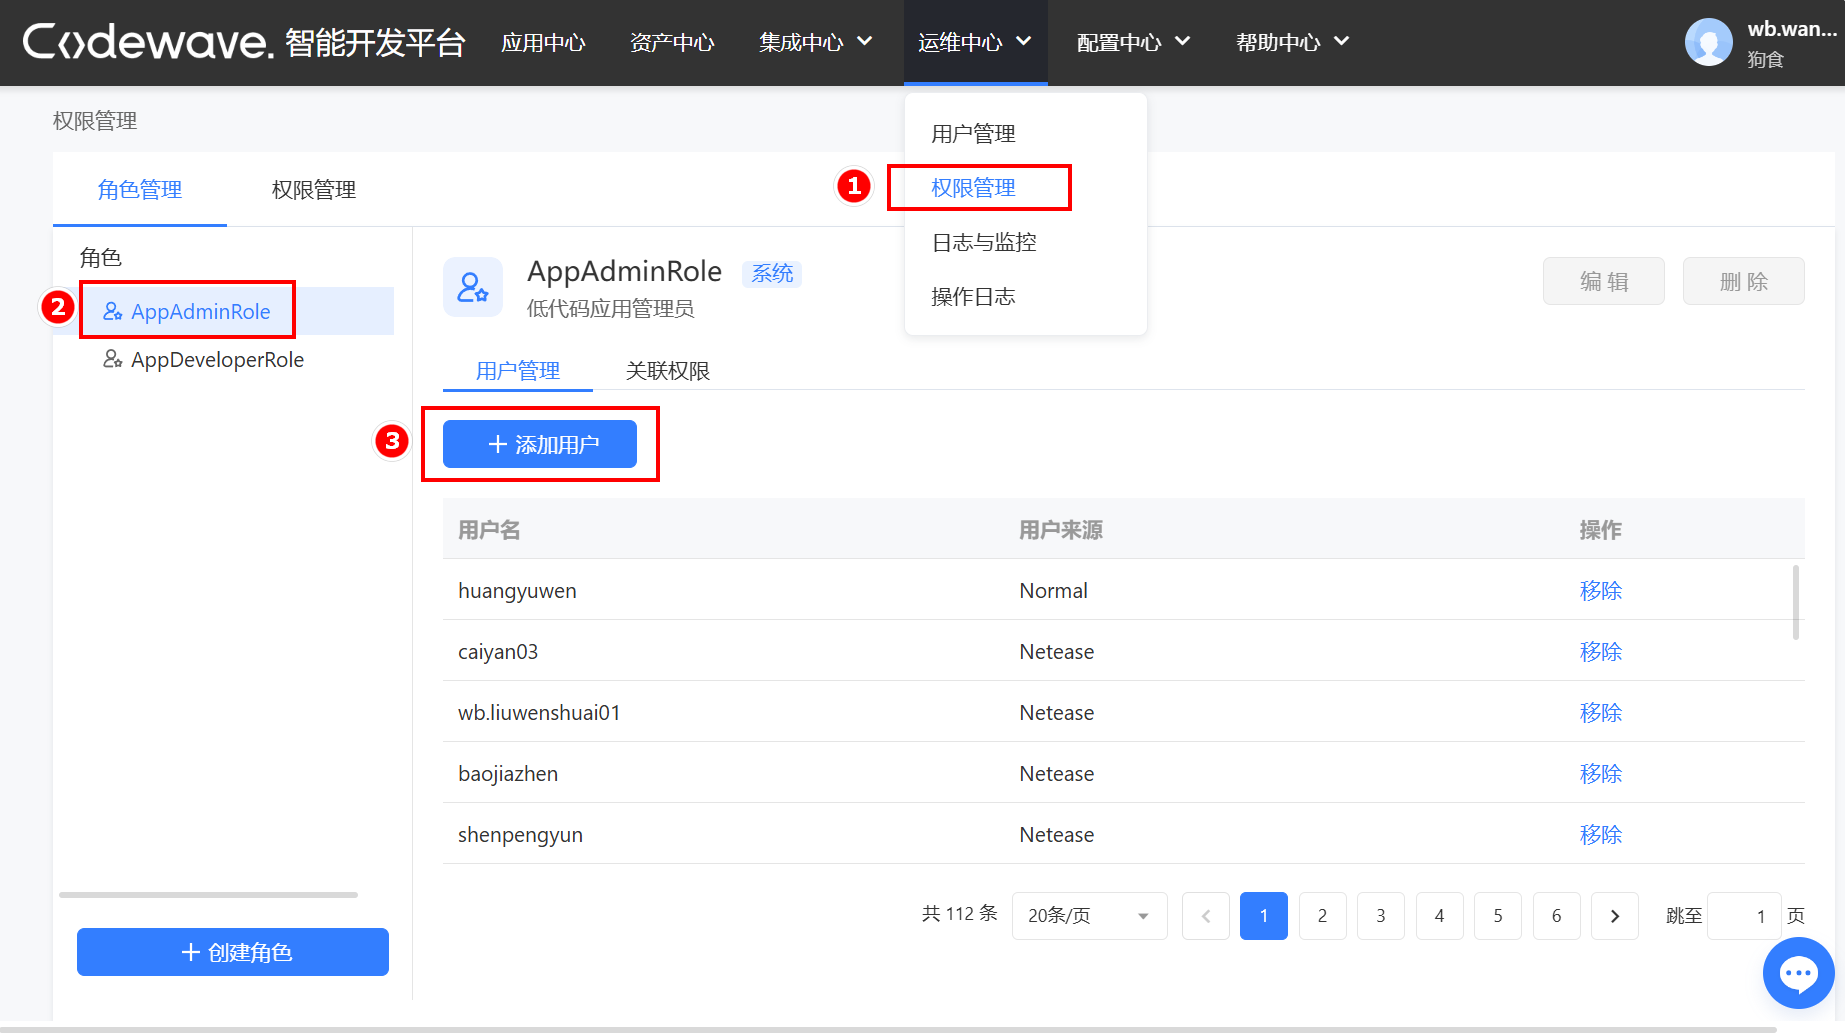 Codewave. 智能开发平台 应用中心 资产中心 集成中心 运维中心 配置中心 帮助中心 wb.wan...
狗食
权限管理
用户管理
权限管理
日志与监控
操作日志
1
角色管理 权限管理
角色
2
AppAdminRole
AppDeveloperRole
创建角色
AppAdminRole 系统
低代码应用管理员
编辑 删除
用户管理 关联权限
3
添加用户
用户名 用户来源 操作
huangyuwen Normal 移除
caiyan03 Netease 移除
wb.liuwenshuai01 Netease 移除
baojiazhen Netease 移除
shenpengyun Netease 移除
共 112 条 20条/页 1 2 3 4 5 6 跳至 1 页